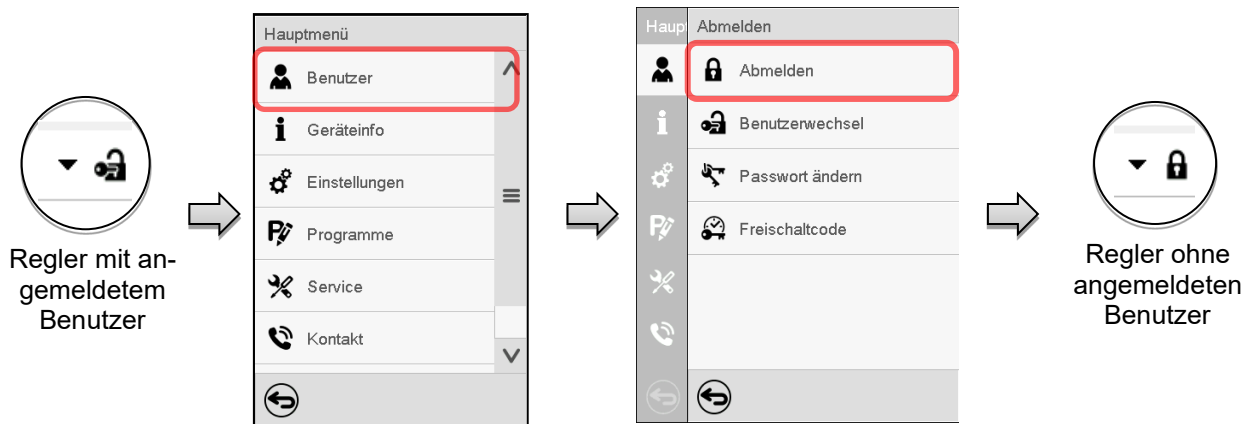 Regler mit an-
gemeldetem
Benutzer
Hauptmenü
Benutzer
Geräteinfo
Einstellungen
Programme
Service
Kontakt
Haup
Abmelden
Abmelden
Benutzerwechsel
Passwort ändern
Freischaltcode
Regler ohne
angemeldeten
Benutzer